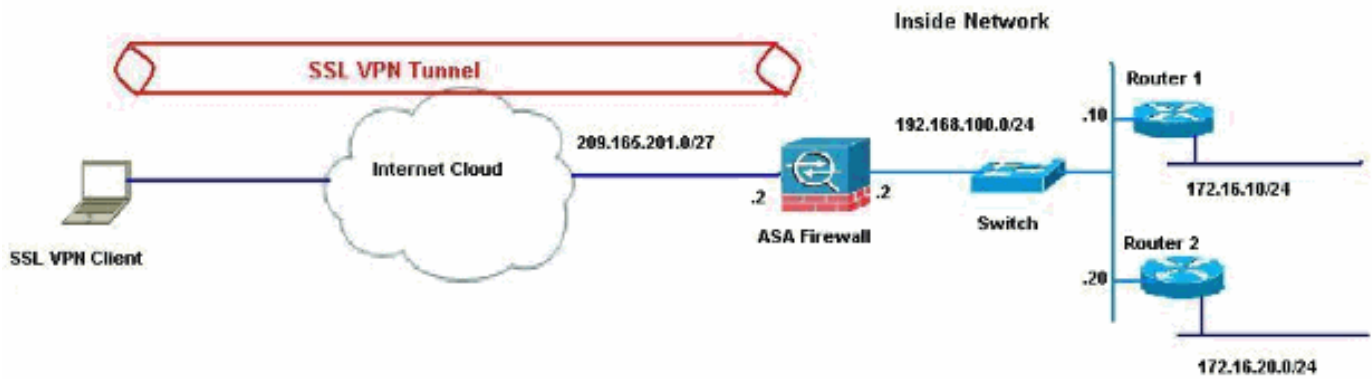 Inside Network
SSL VPN Tunnel
Router 1
192.168.100.0/24
.10
209.165.201.0/27
Internet Cloud
172.16.10/24
.2
.2
ASA Firewall
Switch
SSL VPN Client
Router 2
.20
172.16.20.0/24